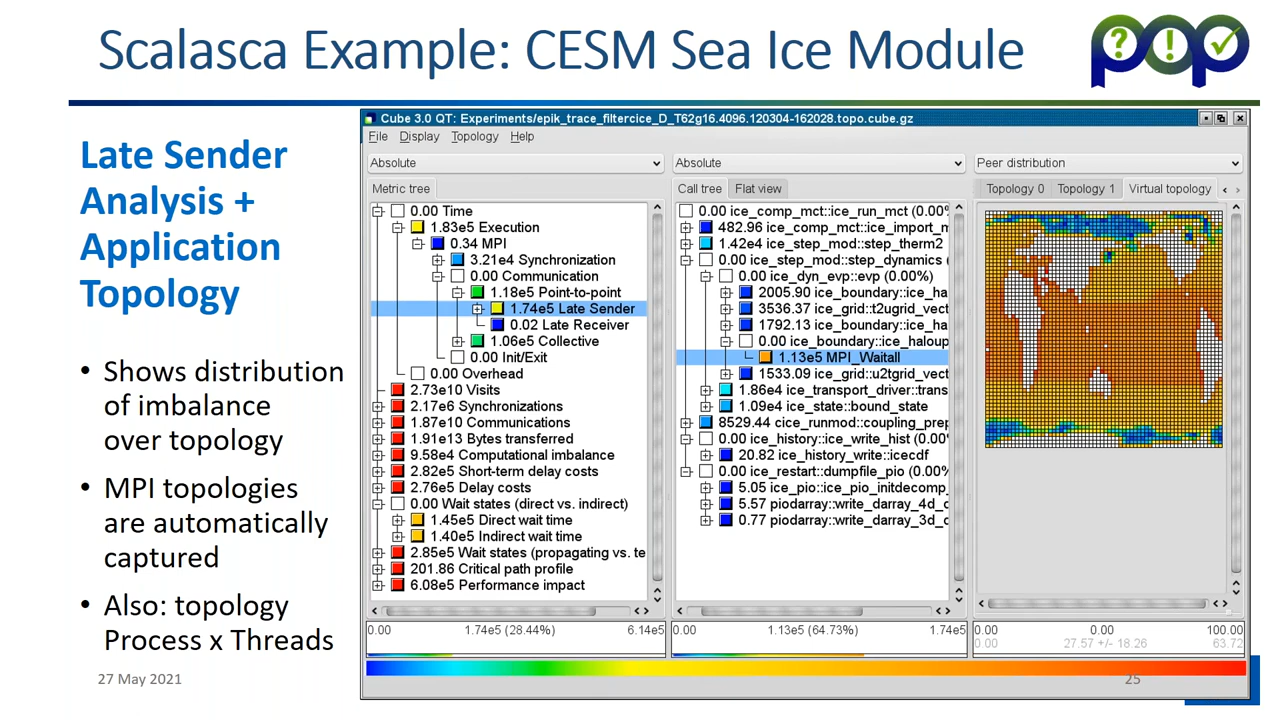 Scalasca Example: CESM Sea Ice Module
pop
? ! ✓
Late Sender
Analysis +
Application
Topology
• Shows distribution
of imbalance
over topology
• MPI topologies
are automatically
captured
• Also: topology
Process x Threads
27 May 2021
Cube 3.0 QT: Experiments/epik_trace_filtercice_D_T62g16.4096.120304-162028.topo.cube.gz
File Display Topology Help
Absolute
Metric tree
0.00 Time
1.83e5 Execution
0.34 MPI
3.21e4 Synchronization
0.00 Communication
1.18e5 Point-to-point
1.74e5 Late Sender
0.02 Late Receiver
1.06e5 Collective
0.00 Init/Exit
0.00 Overhead
2.73e10 Visits
2.17e6 Synchronizations
1.87e10 Communications
1.91e13 Bytes transferred
9.58e4 Computational imbalance
2.82e5 Short-term delay costs
2.76e5 Delay costs
0.00 Wait states (direct vs. indirect)
1.45e5 Direct wait time
1.40e5 Indirect wait time
2.85e5 Wait states (propagating vs. te
201.86 Critical path profile
6.08e5 Performance impact
0.00 1.74e5 (28.44%) 6.14e5
Absolute
Call tree Flat view
0.00 ice_comp_mct::ice_run_mct (0.00%
482.96 ice_comp_mct::ice_import_m
1.42e4 ice_step_mod::step_therm2
0.00 ice_step_mod::step_dynamics (
0.00 ice_dyn_evp::evp (0.00%)
2005.90 ice_boundary::ice_ha
3536.37 ice_grid::t2ugrid_vect
1792.13 ice_boundary::ice_ha
0.00 ice_boundary::ice_haloup
1.13e5 MPI_Waitall
1533.09 ice_grid::u2tgrid_vect
1.86e4 ice_transport_driver::trans
1.09e4 ice_state::bound_state
8529.44 ice_runmod::coupling_prep
0.00 ice_history::ice_write_hist (0.00%
20.82 ice_history_write::icecdf
0.00 ice_restart::dumpfile_pio (0.00%)
5.05 ice_pio::ice_pio_initdecomp_
5.57 piodarray::write_darray_4d_d
0.77 piodarray::write_darray_3d_d
0.00 1.13e5 (64.73%) 1.74e5
Peer distribution
Topology 0 Topology 1 Virtual topology
0.00 0.00 100.00
0.00 27.57 +/- 18.26 63.72
25